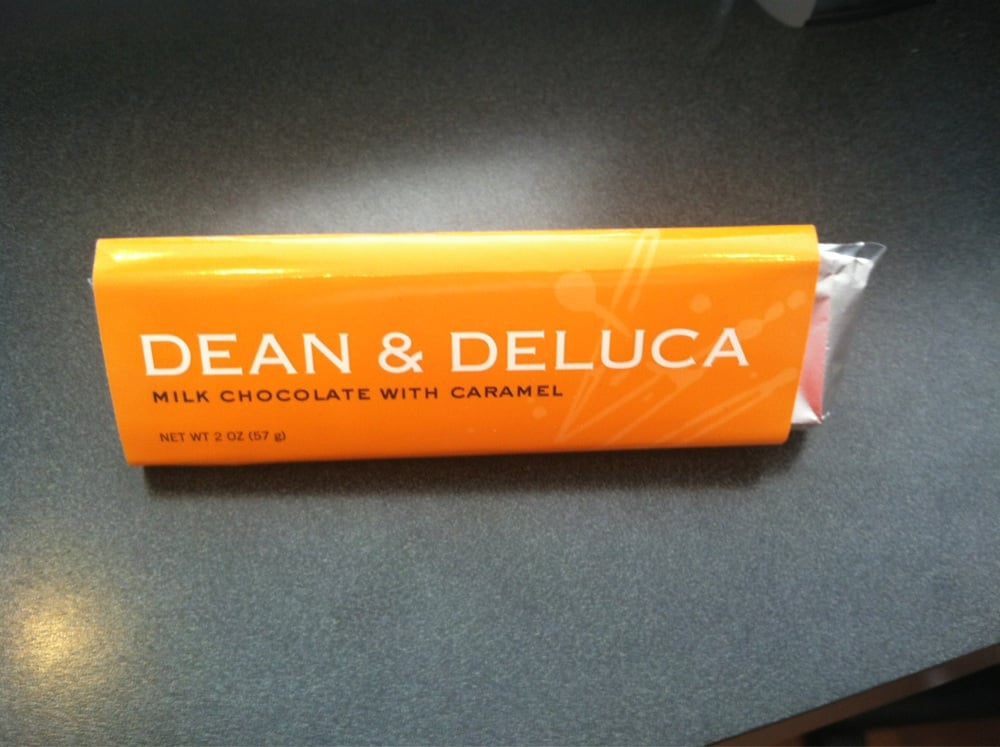 DEAN & DELUCA
MILK CHOCOLATE WITH CARAMEL
NET WT 2 OZ (57 g)